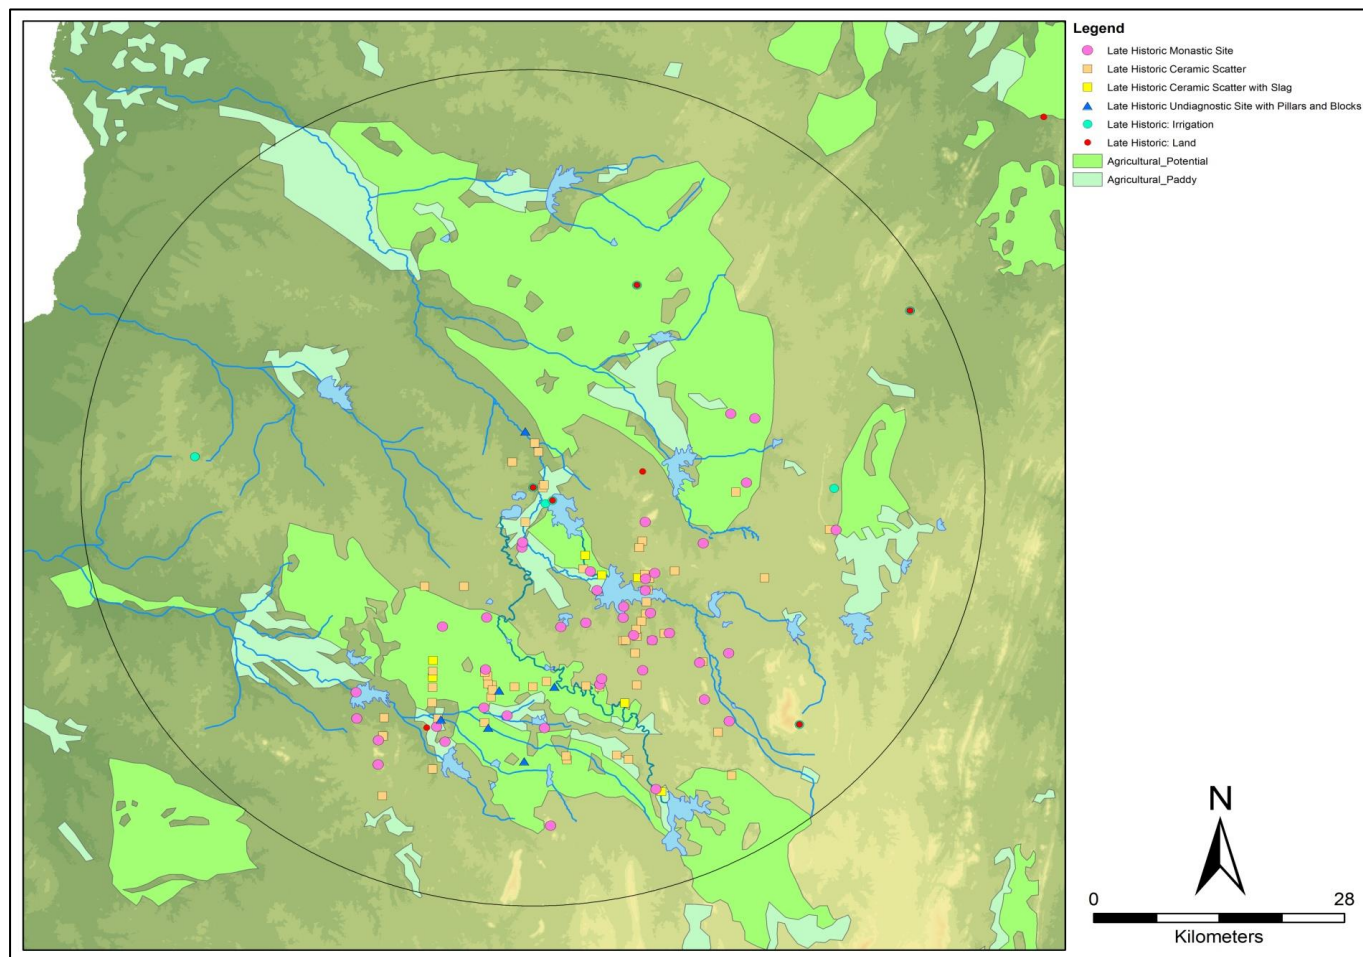 Legend
Late Historic Monastic Site
Late Historic Ceramic Scatter
Late Historic Ceramic Scatter with Slag
Late Historic Undiagnostic Site with Pillars and Blocks
Late Historic: Irrigation
Late Historic: Land
Agricultural_Potential
Agricultural_Paddy
N
0 28
Kilometers